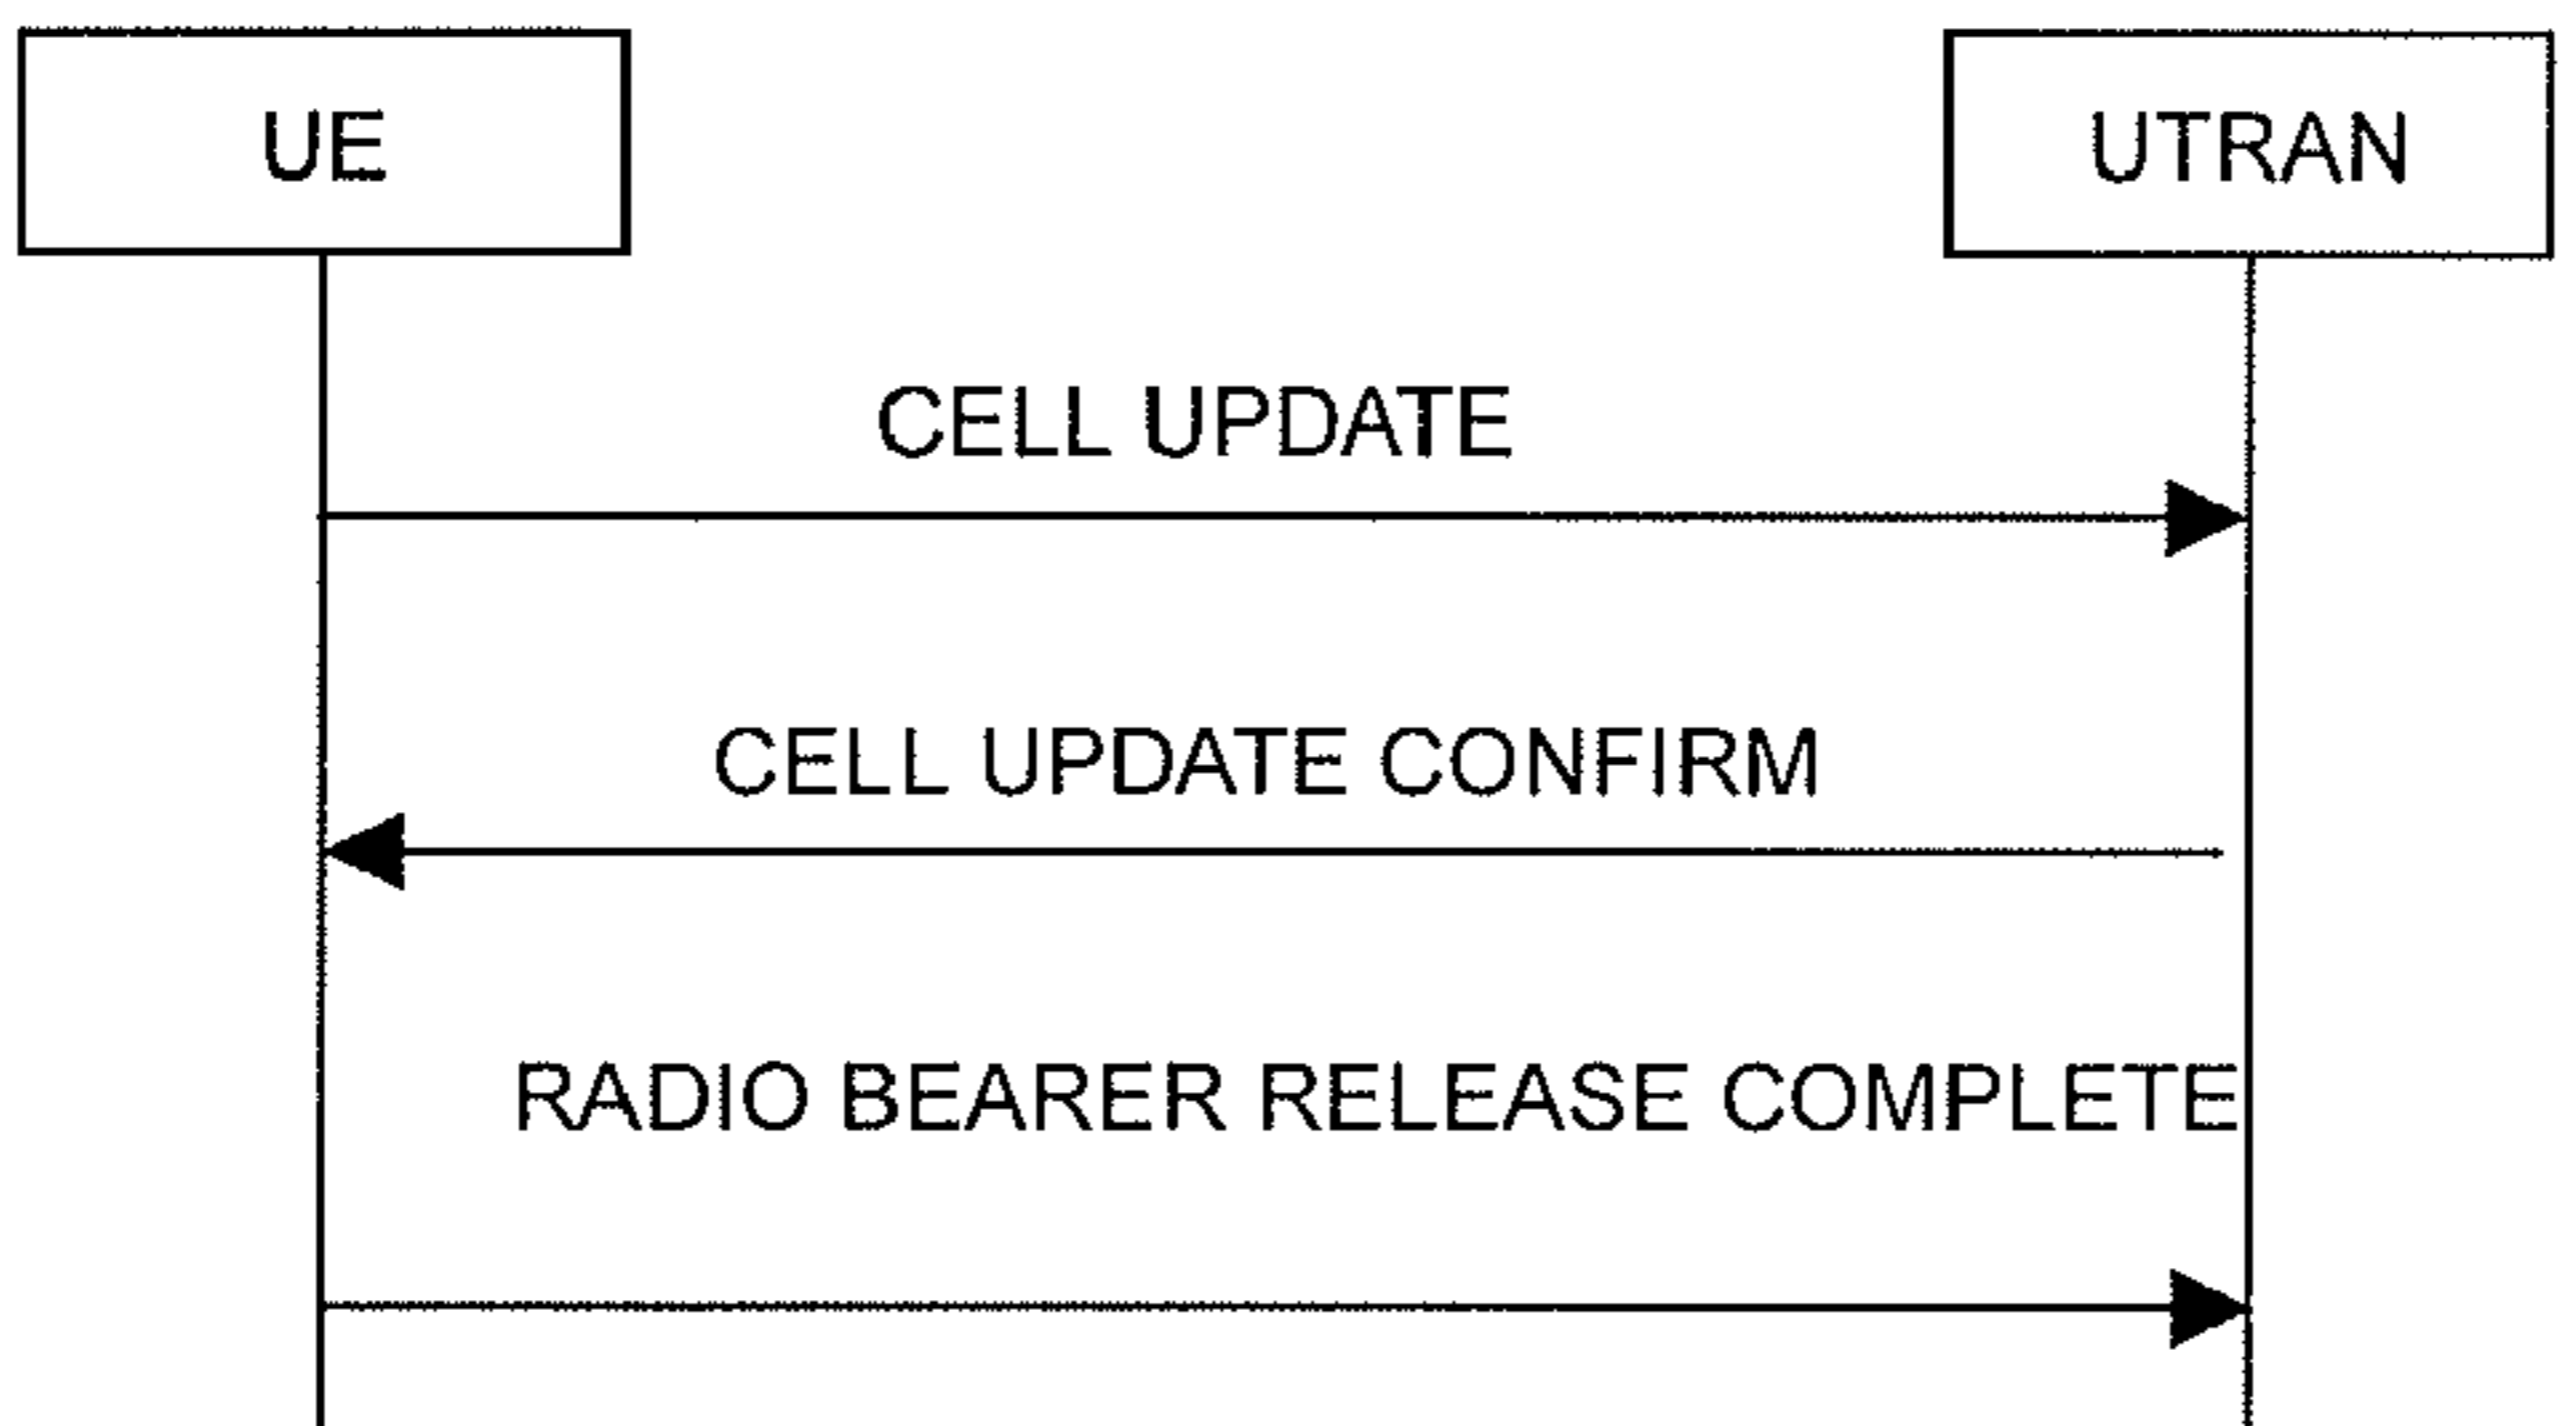 UE
UTRAN
CELL UPDATE
CELL UPDATE CONFIRM
RADIO BEARER RELEASE COMPLETE